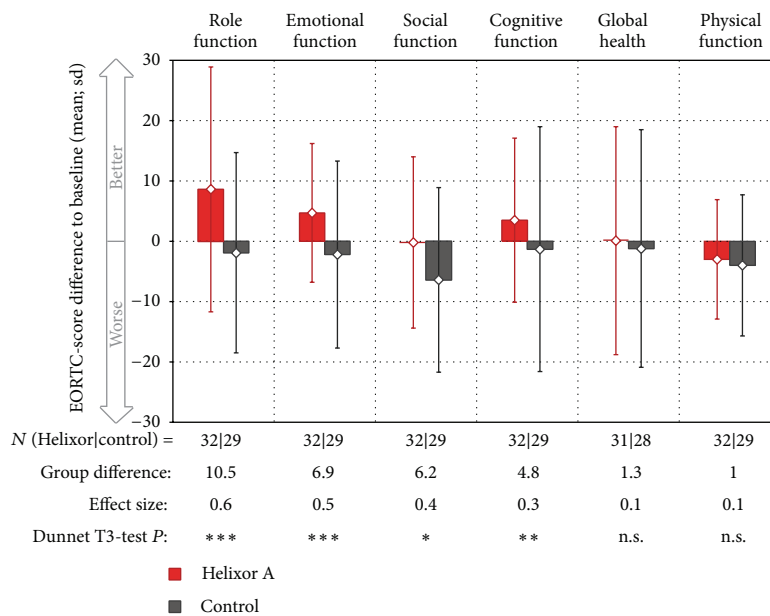 Role function
Emotional function
Social function
Cognitive function
Global health
Physical function
EORTC-score difference to baseline (mean; sd)
Better
Worse
30
20
10
0
−10
−20
−30
N (Helixor|control) = 32|29 32|29 32|29 32|29 31|28 32|29
Group difference: 10.5 6.9 6.2 4.8 1.3 1
Effect size: 0.6 0.5 0.4 0.3 0.1 0.1
Dunnet T3-test P: *** *** * ** n.s. n.s.
Helixor A
Control